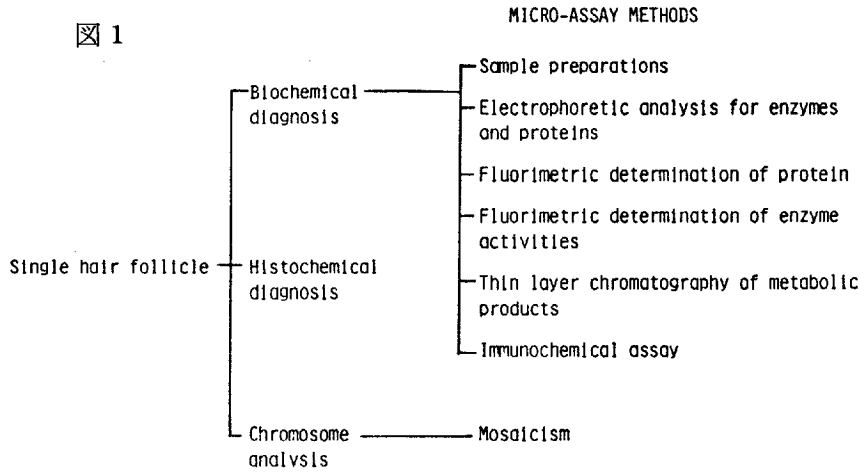 図1
MICRO-ASSAY METHODS
Single hair follicle
Biochemical
diagnosis
Sample preparations
Electrophoretic analysis for enzymes
and proteins
Fluorimetric determination of protein
Fluorimetric determination of enzyme
activities
Thin layer chromatography of metabolic
products
Immunochemical assay
Histochemical
diagnosis
Chromosome
analysis
Mosaicism